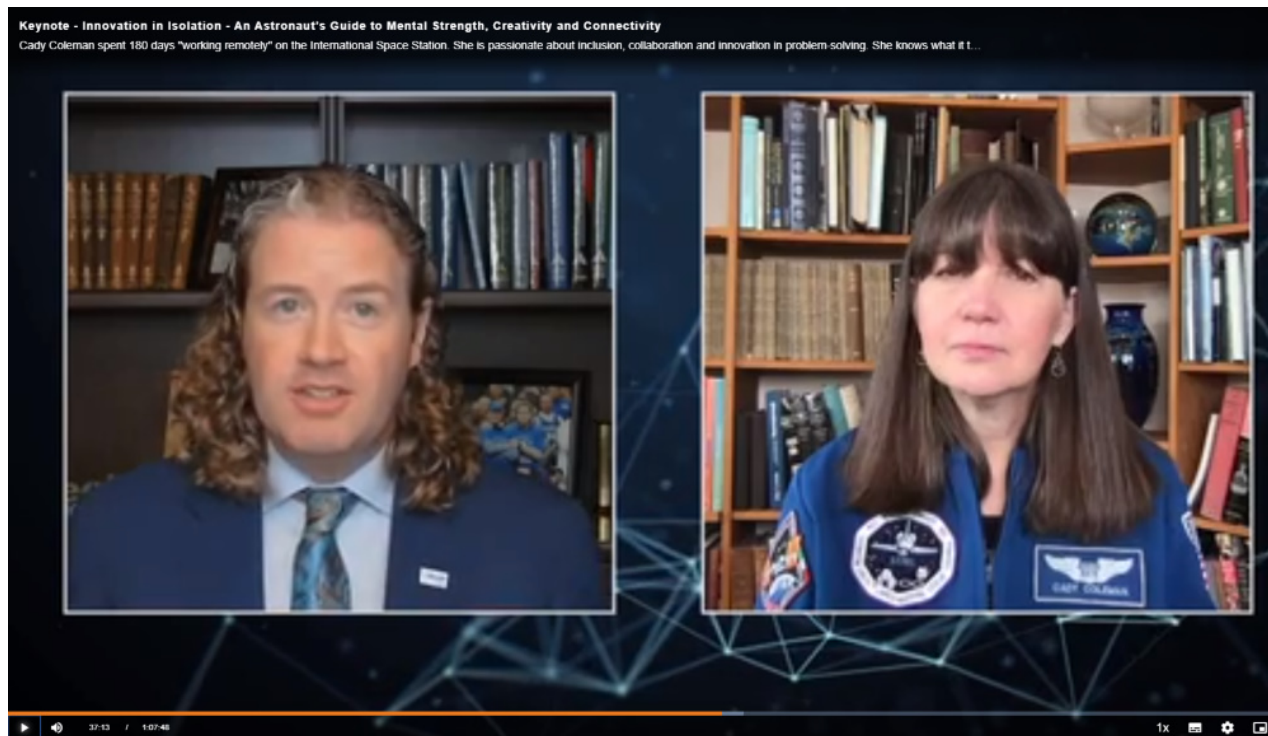 Keynote - Innovation in Isolation - An Astronaut's Guide to Mental Strength, Creativity and Connectivity
Cady Coleman spent 180 days "working remotely" on the International Space Station. She is passionate about inclusion, collaboration and innovation in problem-solving. She knows what it t...
CADY COLEMAN
37:13 / 1:07:48
1x